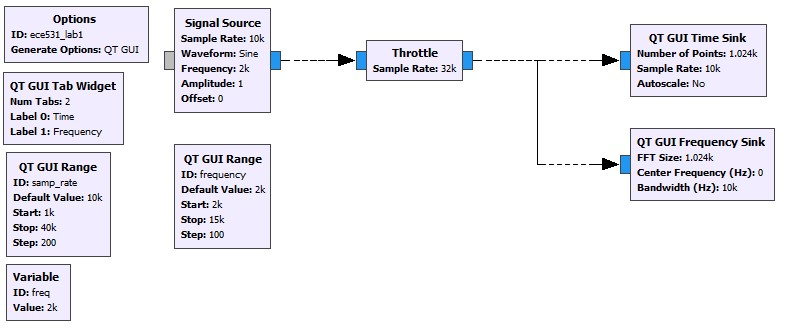 Options
ID: ece531_lab1
Generate Options: QT GUI
QT GUI Tab Widget
Num Tabs: 2
Label 0: Time
Label 1: Frequency
QT GUI Range
ID: samp_rate
Default Value: 10k
Start: 1k
Stop: 40k
Step: 200
Variable
ID: freq
Value: 2k
Signal Source
Sample Rate: 10k
Waveform: Sine
Frequency: 2k
Amplitude: 1
Offset: 0
QT GUI Range
ID: frequency
Default Value: 2k
Start: 2k
Stop: 15k
Step: 100
Throttle
Sample Rate: 32k
QT GUI Time Sink
Number of Points: 1.024k
Sample Rate: 10k
Autoscale: No
QT GUI Frequency Sink
FFT Size: 1.024k
Center Frequency (Hz): 0
Bandwidth (Hz): 10k